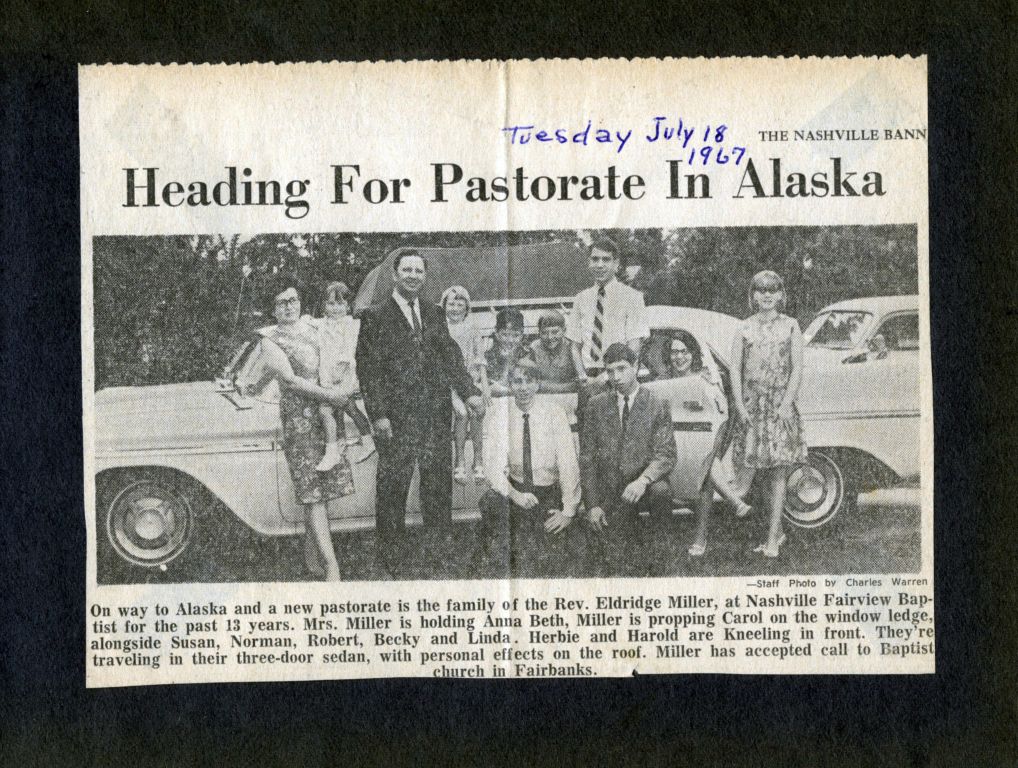 Tuesday July 18
1967
THE NASHVILLE BANN
Heading For Pastorate In Alaska
—Staff Photo by Charles Warren
On way to Alaska and a new pastorate is the family of the Rev. Eldridge Miller, at Nashville Fairview Bap-
tist for the past 13 years. Mrs. Miller is holding Anna Beth, Miller is propping Carol on the window ledge,
alongside Susan, Norman, Robert, Becky and Linda. Herbie and Harold are Kneeling in front. They're
traveling in their three-door sedan, with personal effects on the roof. Miller has accepted call to Baptist
church in Fairbanks.